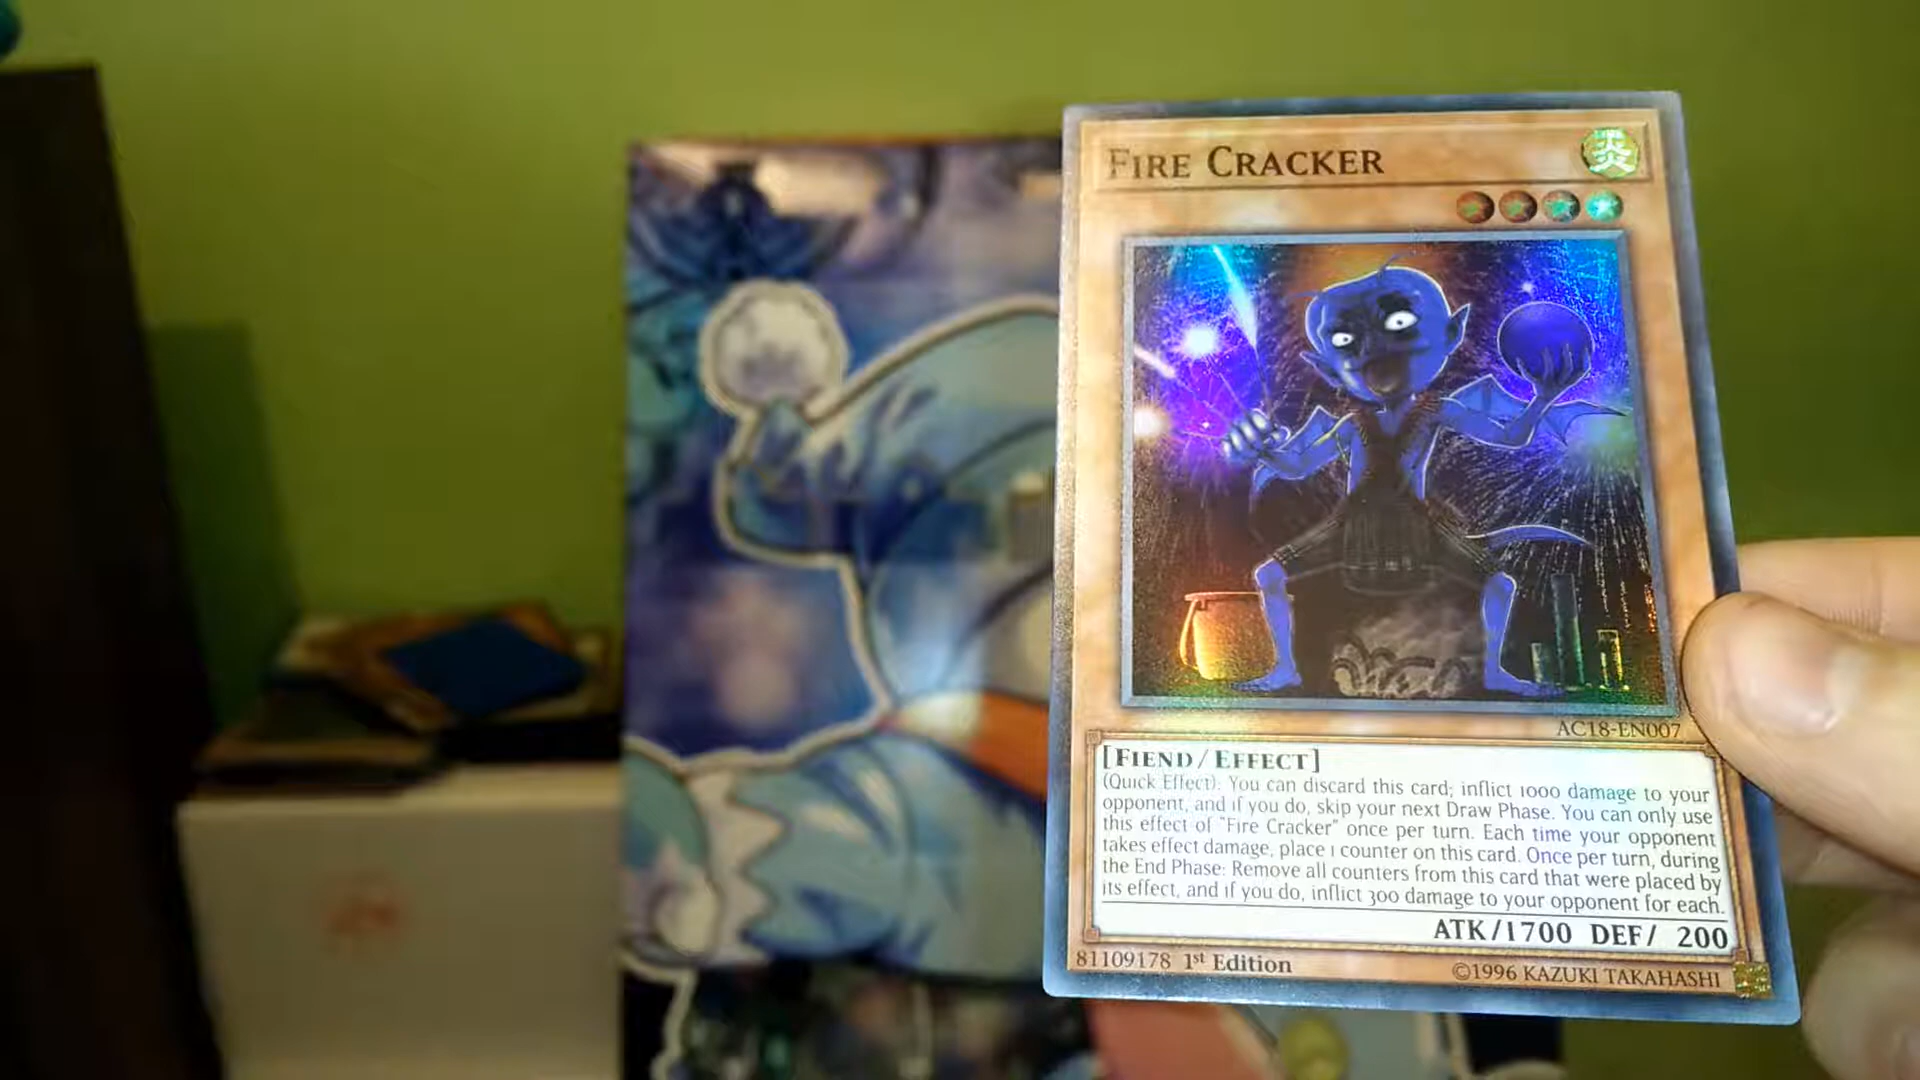 FIRE CRACKER
炎
AC18-EN007
[FIEND/EFFECT]
(Quick Effect): You can discard this card; inflict 1000 damage to your
opponent, and if you do, skip your next Draw Phase. You can only use
this effect of "Fire Cracker" once per turn. Each time your opponent
takes effect damage, place 1 counter on this card. Once per turn, during
the End Phase: Remove all counters from this card that were placed by
its effect, and if you do, inflict 300 damage to your opponent for each.
ATK/1700 DEF/ 200
81109178 1st Edition
©1996 KAZUKI TAKAHASHI